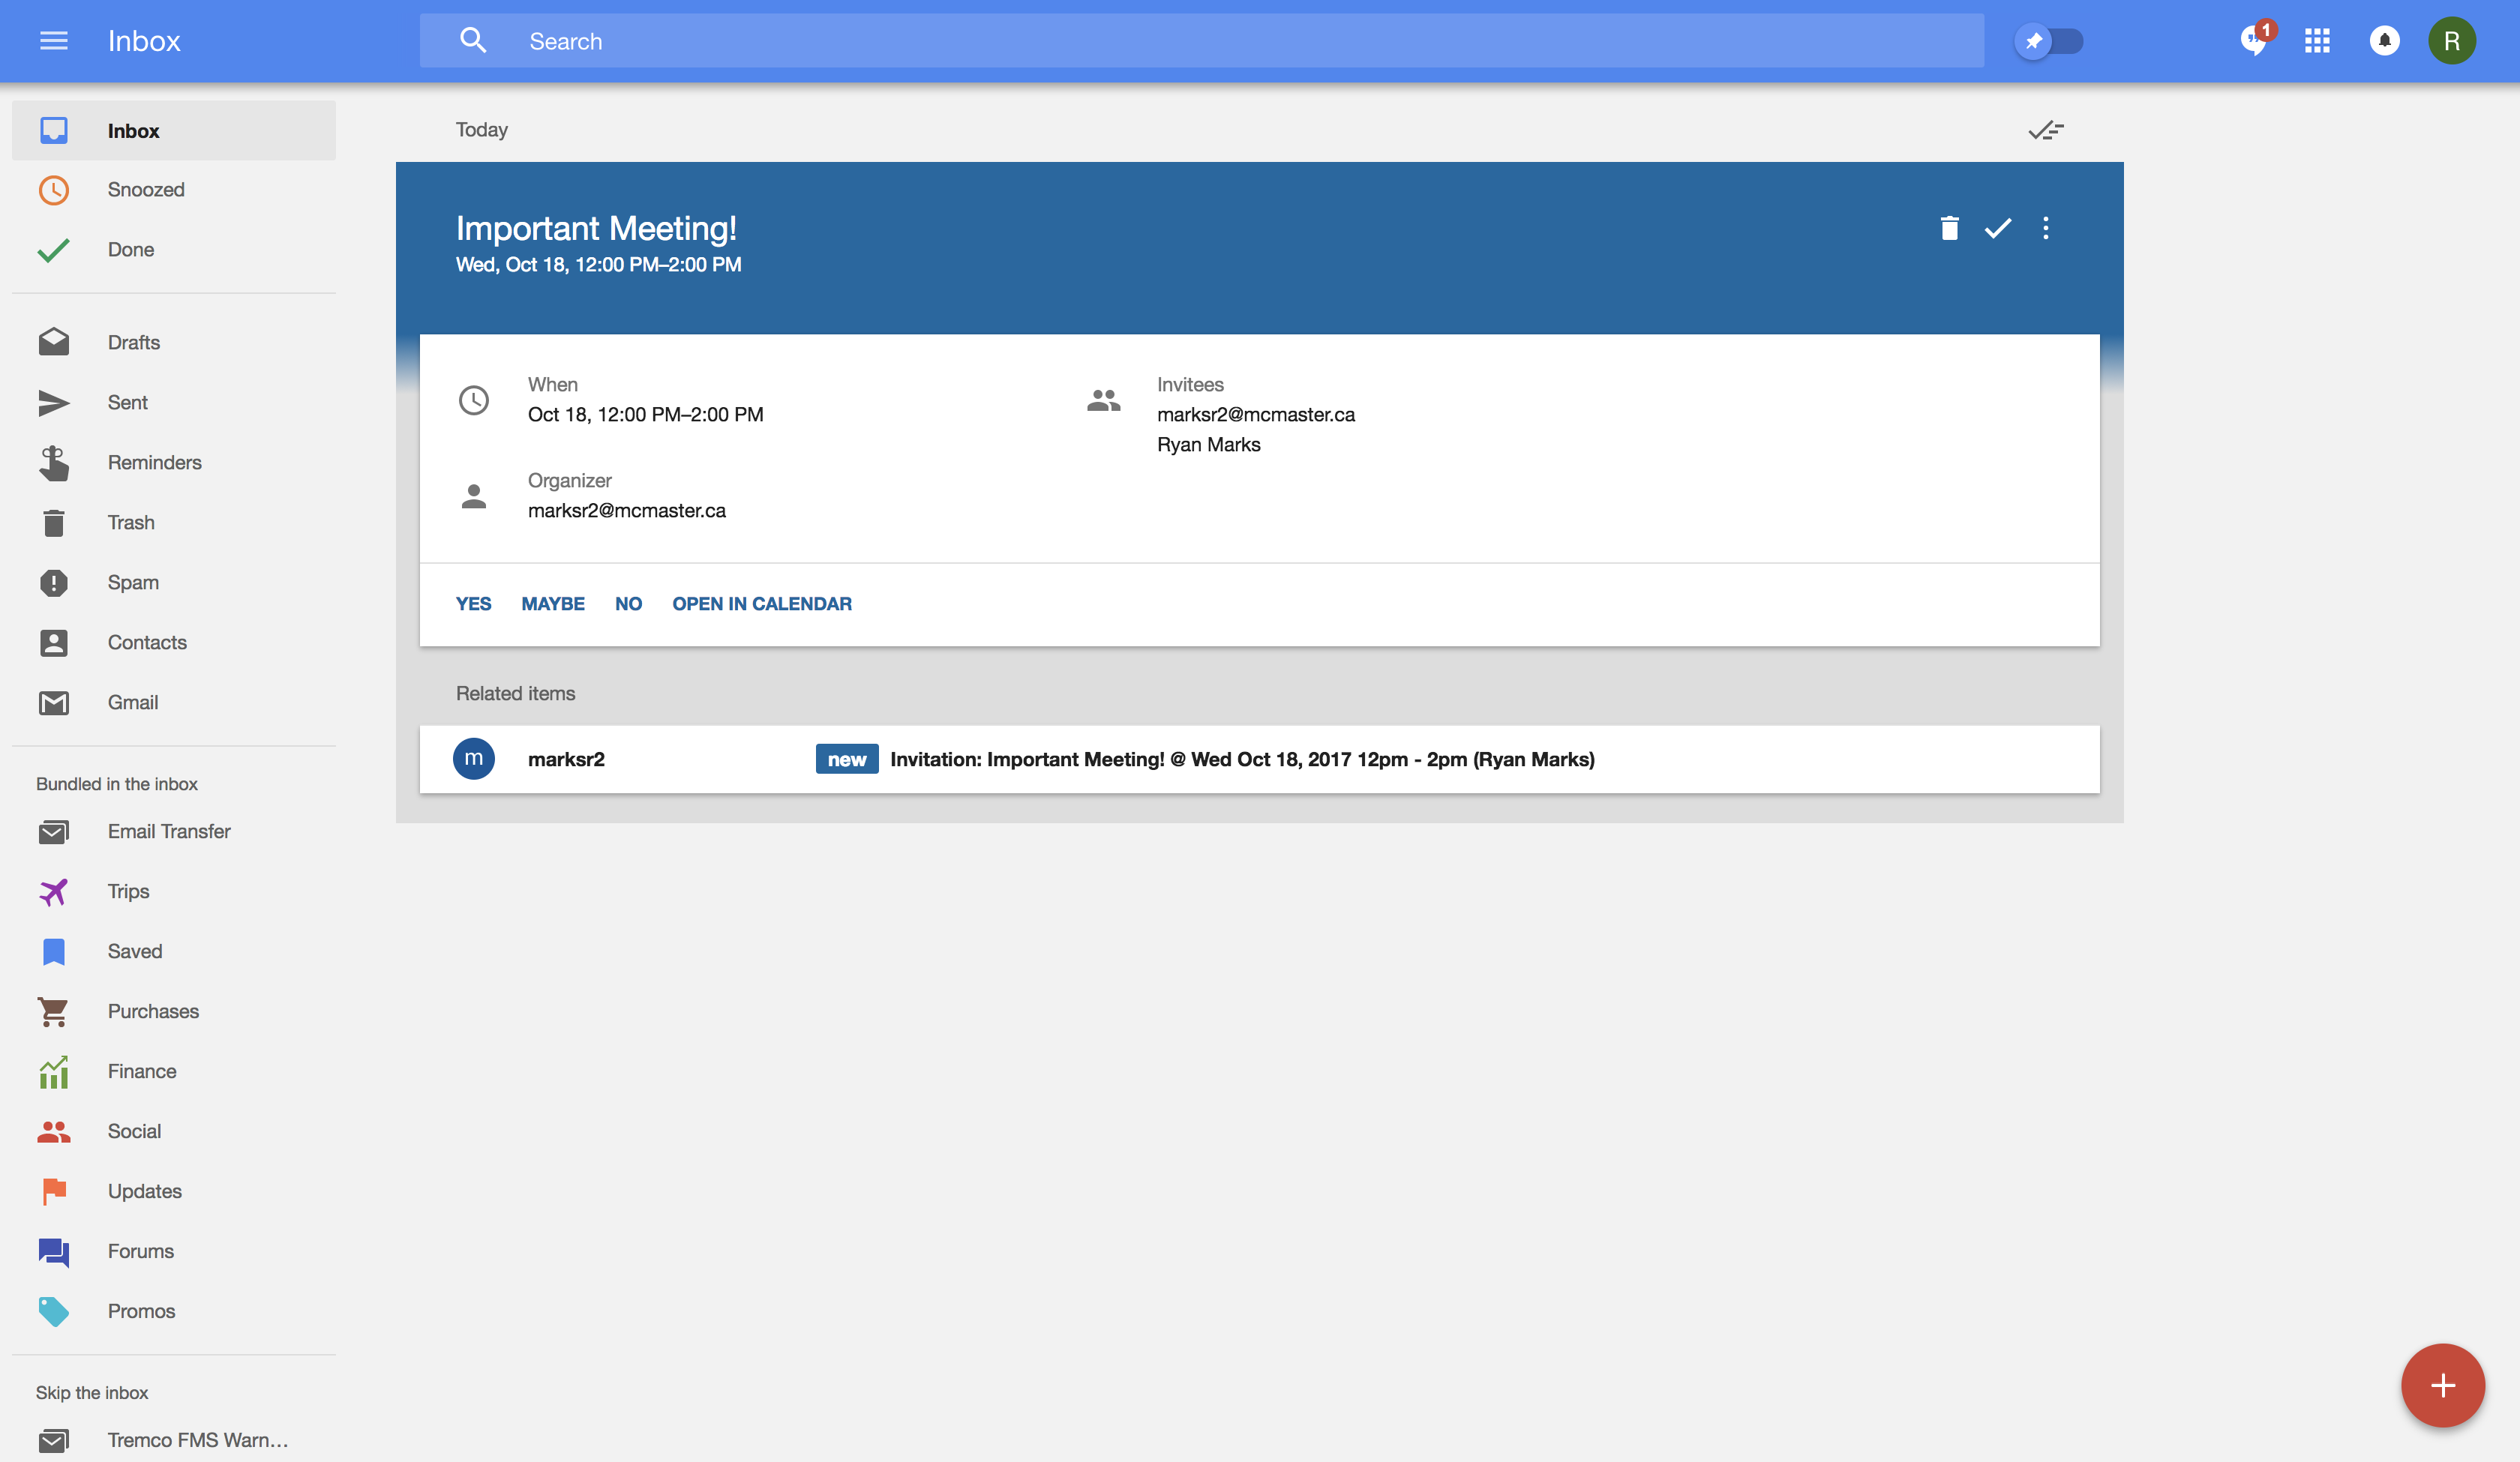 Inbox
Search
1
R
Inbox
Snoozed
Done
Drafts
Sent
Reminders
Trash
Spam
Contacts
Gmail
Bundled in the inbox
Email Transfer
Trips
Saved
Purchases
Finance
Social
Updates
Forums
Promos
Skip the inbox
Tremco FMS Warn...
Today
Important Meeting!
Wed, Oct 18, 12:00 PM–2:00 PM
When
Oct 18, 12:00 PM–2:00 PM
Organizer
marksr2@mcmaster.ca
Invitees
marksr2@mcmaster.ca
Ryan Marks
YES MAYBE NO OPEN IN CALENDAR
Related items
m marksr2 new Invitation: Important Meeting! @ Wed Oct 18, 2017 12pm - 2pm (Ryan Marks)